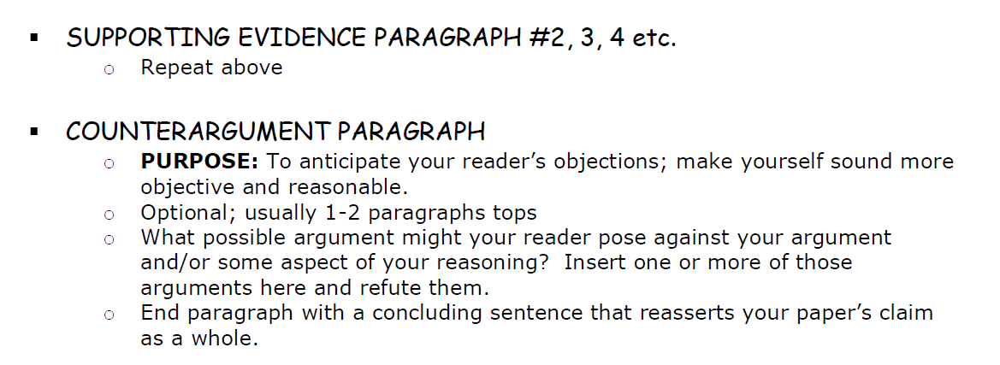 ▪ SUPPORTING EVIDENCE PARAGRAPH #2, 3, 4 etc.
o Repeat above
▪ COUNTERARGUMENT PARAGRAPH
o PURPOSE: To anticipate your reader’s objections; make yourself sound more
objective and reasonable.
o Optional; usually 1-2 paragraphs tops
o What possible argument might your reader pose against your argument
and/or some aspect of your reasoning?  Insert one or more of those
arguments here and refute them.
o End paragraph with a concluding sentence that reasserts your paper’s claim
as a whole.